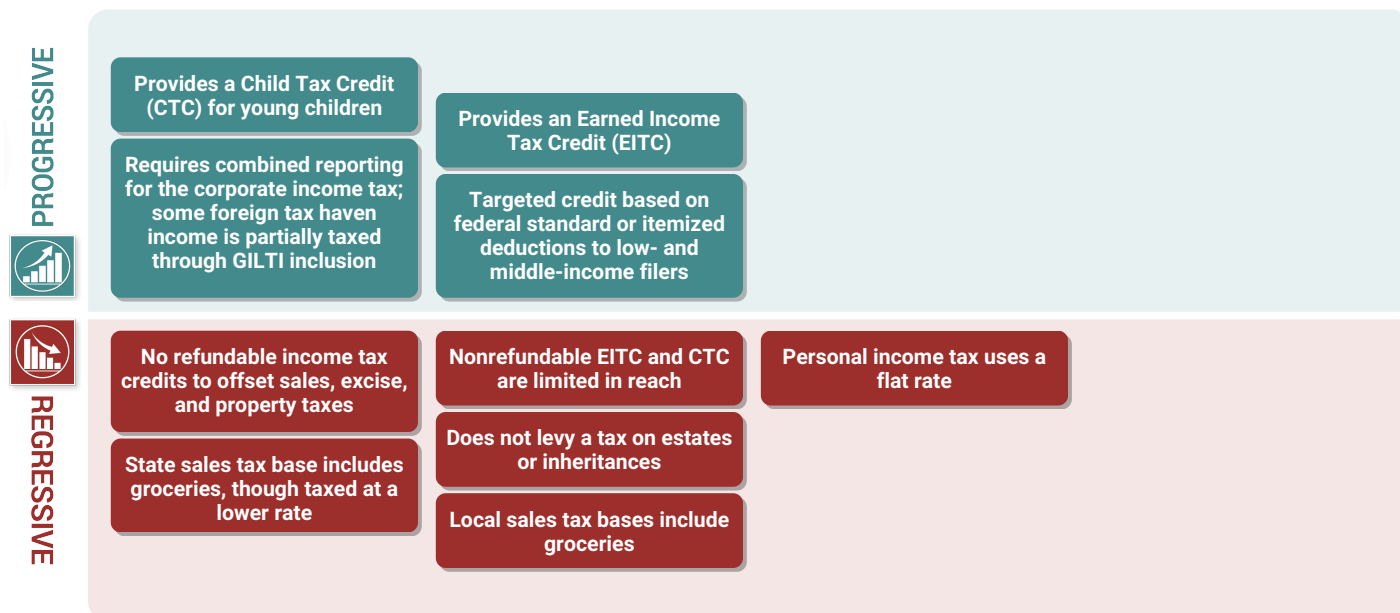 PROGRESSIVE
Provides a Child Tax Credit
(CTC) for young children
Requires combined reporting
for the corporate income tax;
some foreign tax haven
income is partially taxed
through GILTI inclusion
Provides an Earned Income
Tax Credit (EITC)
Targeted credit based on
federal standard or itemized
deductions to low- and
middle-income filers
REGRESSIVE
No refundable income tax
credits to offset sales, excise,
and property taxes
State sales tax base includes
groceries, though taxed at a
lower rate
Nonrefundable EITC and CTC
are limited in reach
Does not levy a tax on estates
or inheritances
Local sales tax bases include
groceries
Personal income tax uses a
flat rate